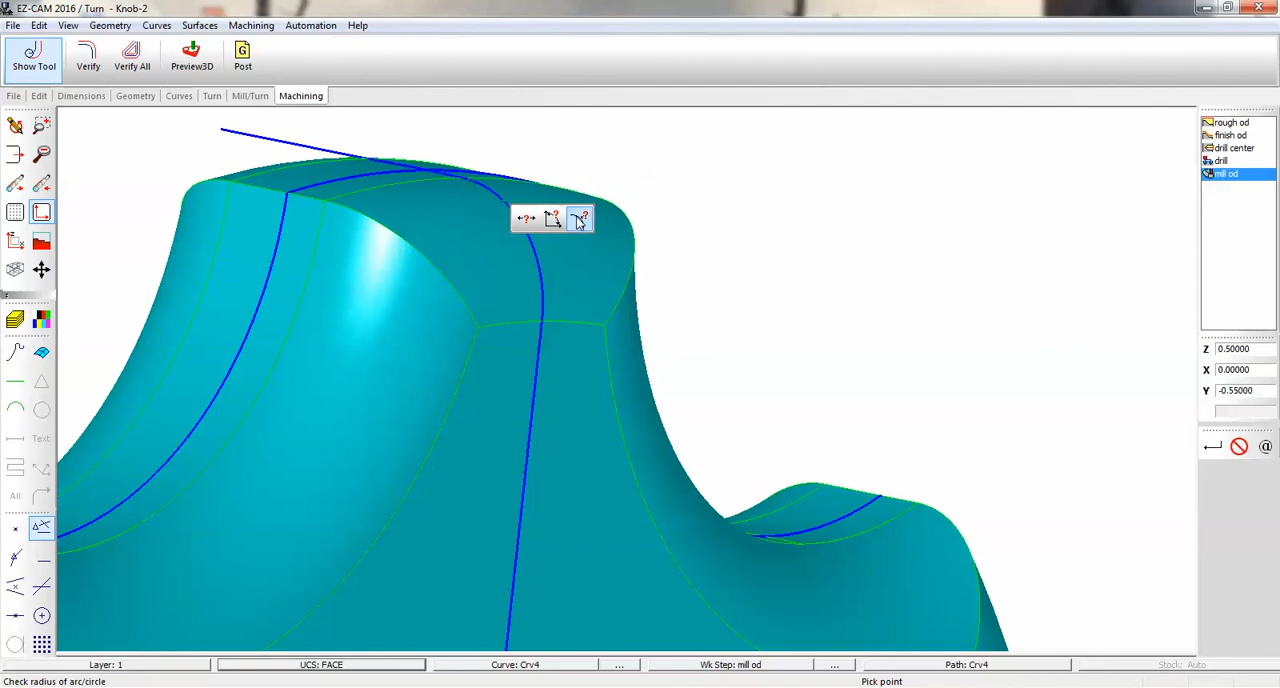 EZ-CAM 2016 / Turn - Knob-2
File Edit View Geometry Curves Surfaces Machining Automation Help
Show Tool Verify Verify All Preview3D Post
File Edit Dimensions Geometry Curves Turn Mill/Turn Machining
rough od
finish od
drill center
drill
mill od
Z 0.50000
X 0.00000
Y -0.55000
@
Text
All
Layer: 1 UCS: FACE Curve: Crv4 ... Wk Step: mill od ... Path: Crv4 Stock: Auto
Check radius of arc/circle Pick point